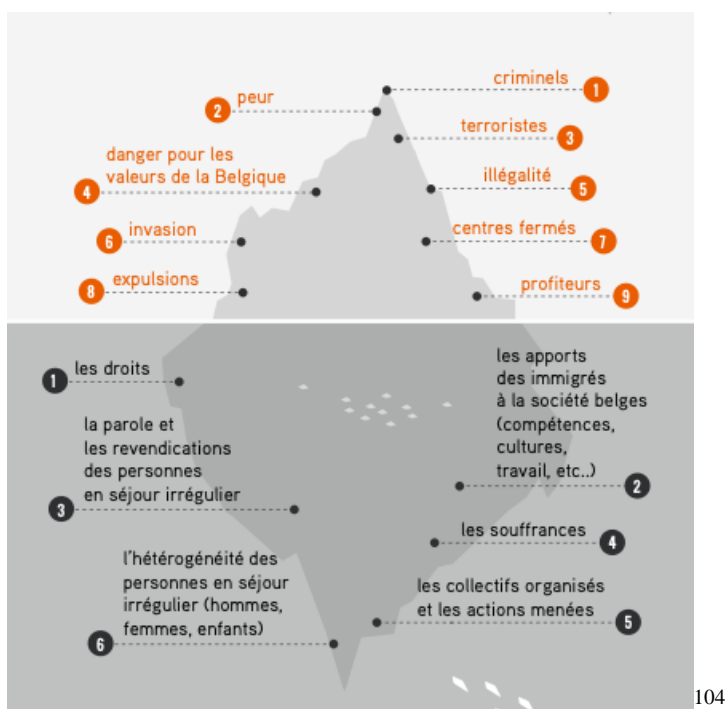 criminels
1
2
peur
terroristes
3
danger pour les
valeurs de la Belgique
4
illégalité
5
6
invasion
centres fermés
7
8
expulsions
profiteurs
9
1
les droits
les apports
des immigrés
à la société belges
(compétences,
cultures,
travail, etc..)
2
la parole et
les revendications
des personnes
en séjour irrégulier
3
les souffrances
4
l'hétérogénéité des
personnes en séjour
irrégulier (hommes,
femmes, enfants)
6
les collectifs organisés
et les actions menées
5
104